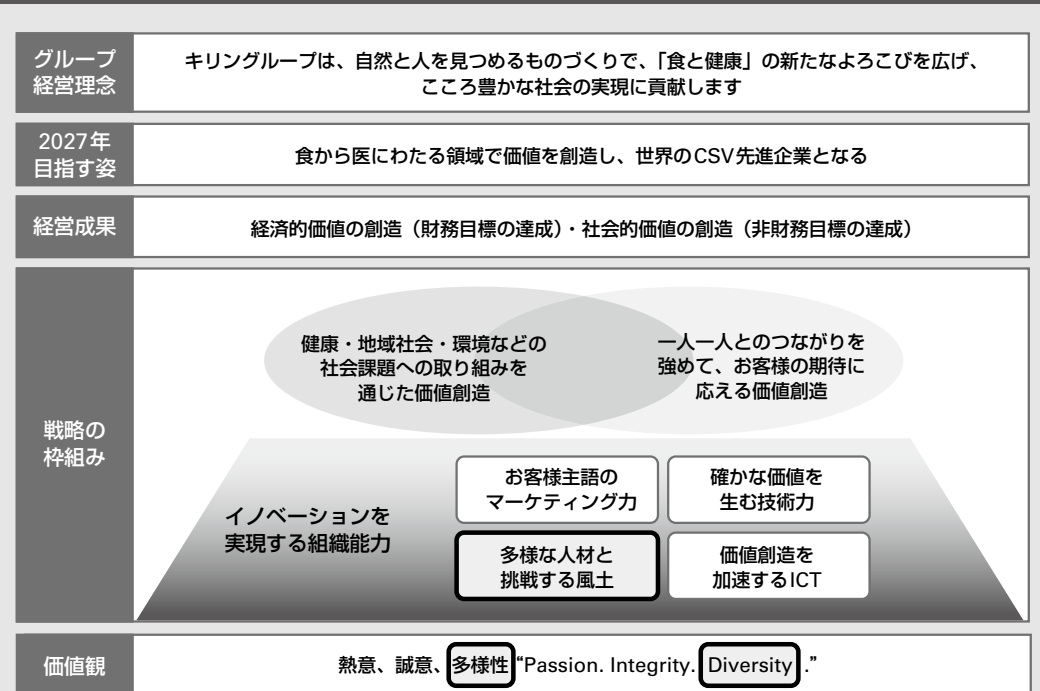 グループ
経営理念
キリングループは、自然と人を見つめるものづくりで、「食と健康」の新たなよろこびを広げ、
こころ豊かな社会の実現に貢献します
2027年
目指す姿
食から医にわたる領域で価値を創造し、世界のCSV先進企業となる
経営成果
経済的価値の創造（財務目標の達成）・社会的価値の創造（非財務目標の達成）
戦略の
枠組み
健康・地域社会・環境などの
社会課題への取り組みを
通じた価値創造
一人一人とのつながりを
強めて、お客様の期待に
応える価値創造
イノベーションを
実現する組織能力
お客様主語の
マーケティング力
確かな価値を
生む技術力
多様な人材と
挑戦する風土
価値創造を
加速するICT
価値観
熱意、誠意、多様性 “Passion. Integrity. Diversity.”